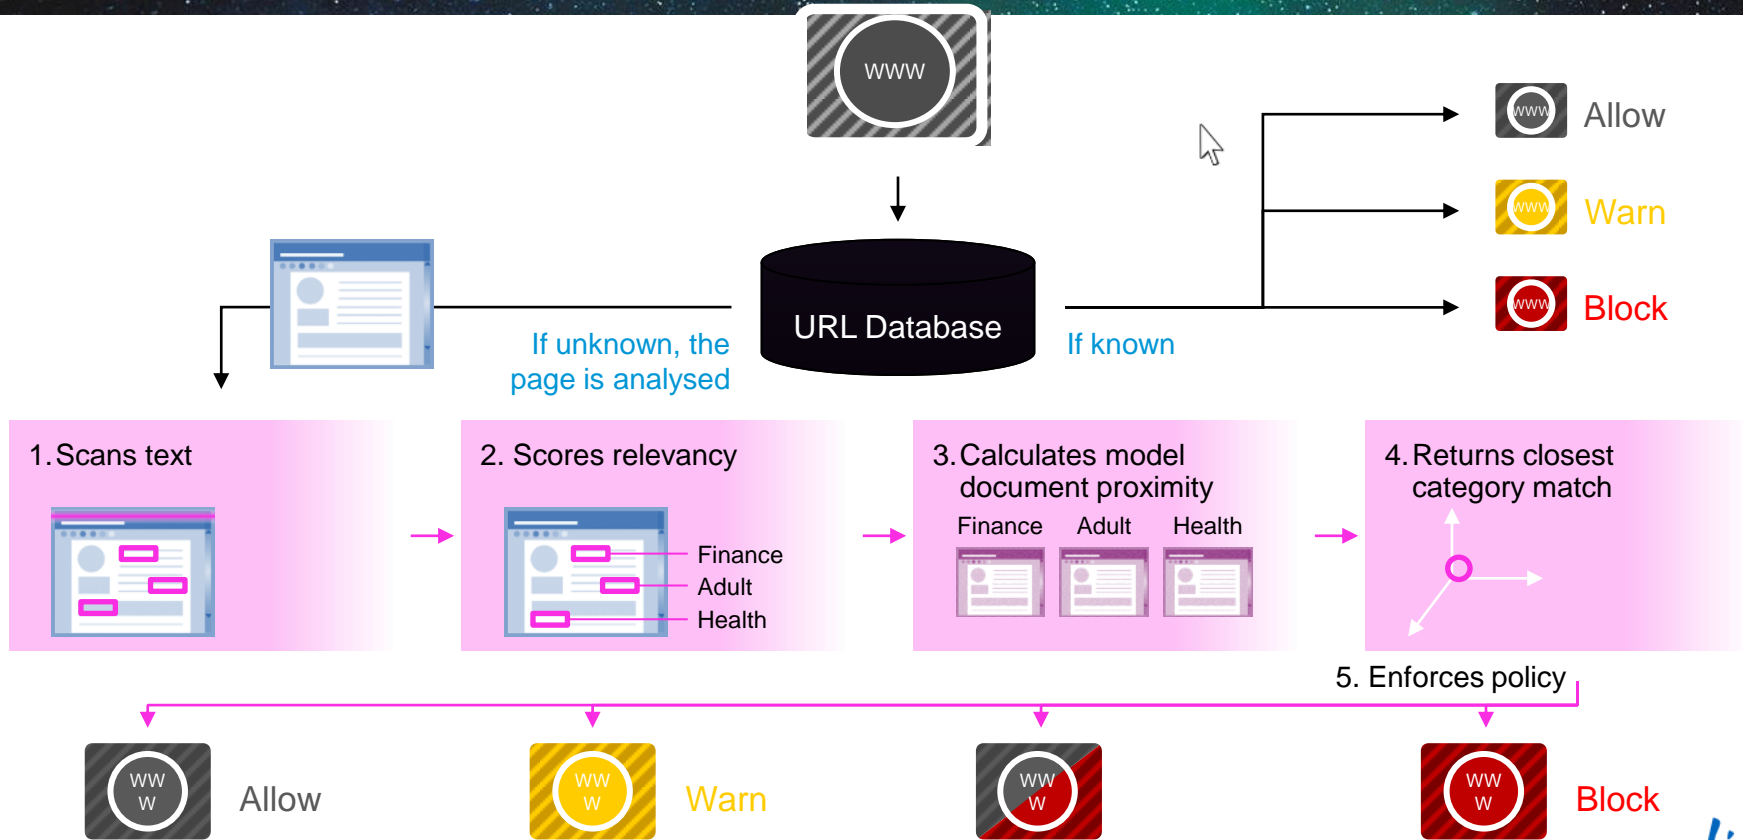 WWW
WWW
Allow
WWW
Warn
WWW
Block
URL Database
If unknown, the
page is analysed
If known
1. Scans text
2. Scores relevancy
Finance
Adult
Health
3. Calculates model
document proximity
Finance Adult Health
4. Returns closest
category match
5. Enforces policy
WW
W
Allow
WW
W
Warn
WW
W
WW
W
Block